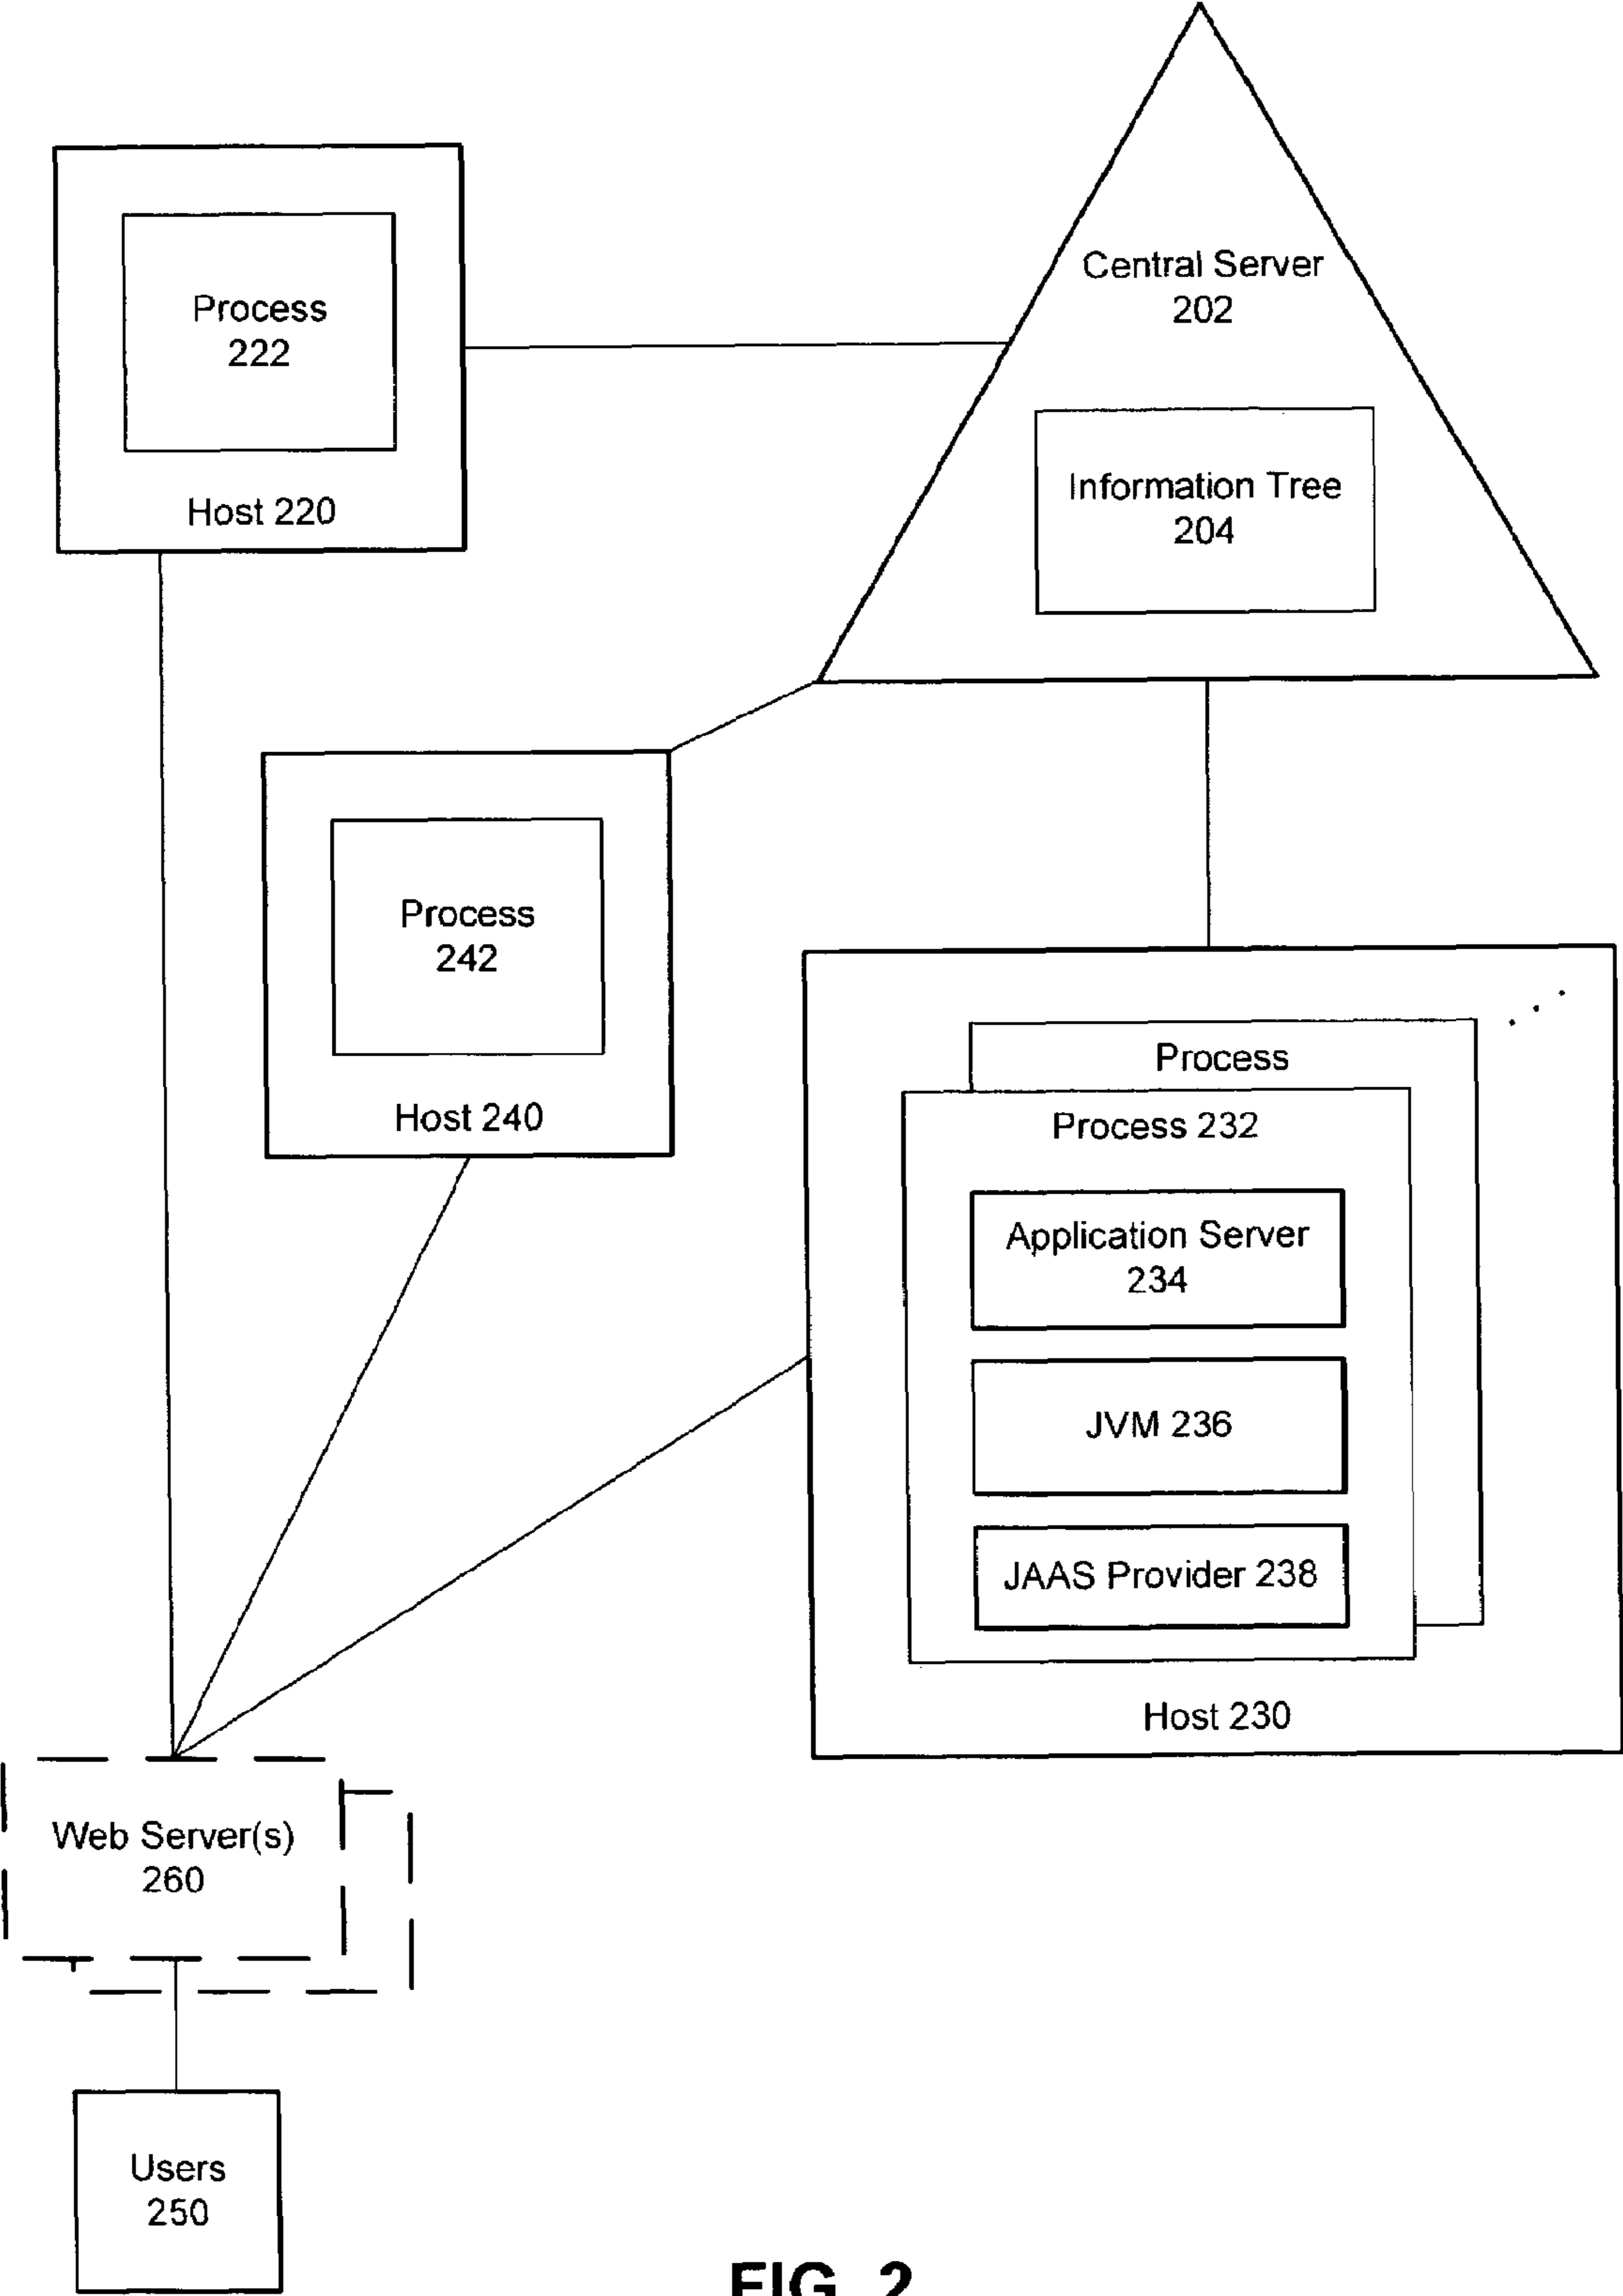 Central Server
202
Process
222
Information Tree
204
Host 220
Process
242
Host 240
Process
Process 232
Application Server
234
JVM 236
JAAS Provider 238
Host 230
Web Server(s)
260
Users
250
FIG. 2